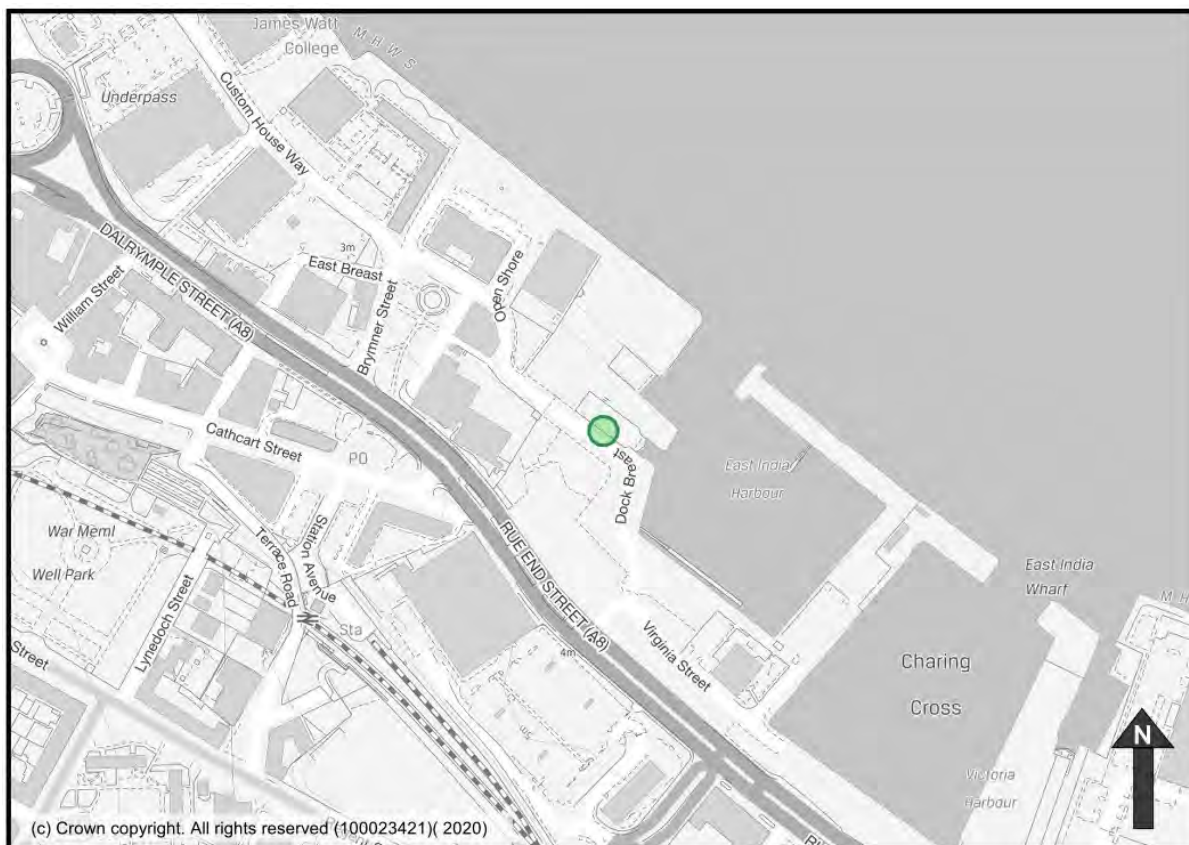 James Watt
College
M H W S
Underpass
Custom House Way
DALRYMPLE STREET (A8)
3m
East Breast
Open Shore
William Street
Brymner Street
Cathcart Street
PO
East
Dock Breast
East India
Harbour
War Meml
Well Park
Terrace Road
Station Avenue
Lynedoch Street
RUE END STREET (A8)
East India
Wharf
M H
Sta
4m
Virginia Street
Street
Charing
Cross
N
Victoria
Harbour
(c) Crown copyright. All rights reserved (100023421)( 2020)